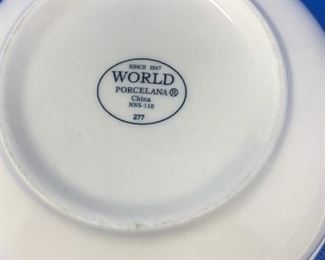 SINCE 1847
WORLD
PORCELANA ®
China
NNS-110
277